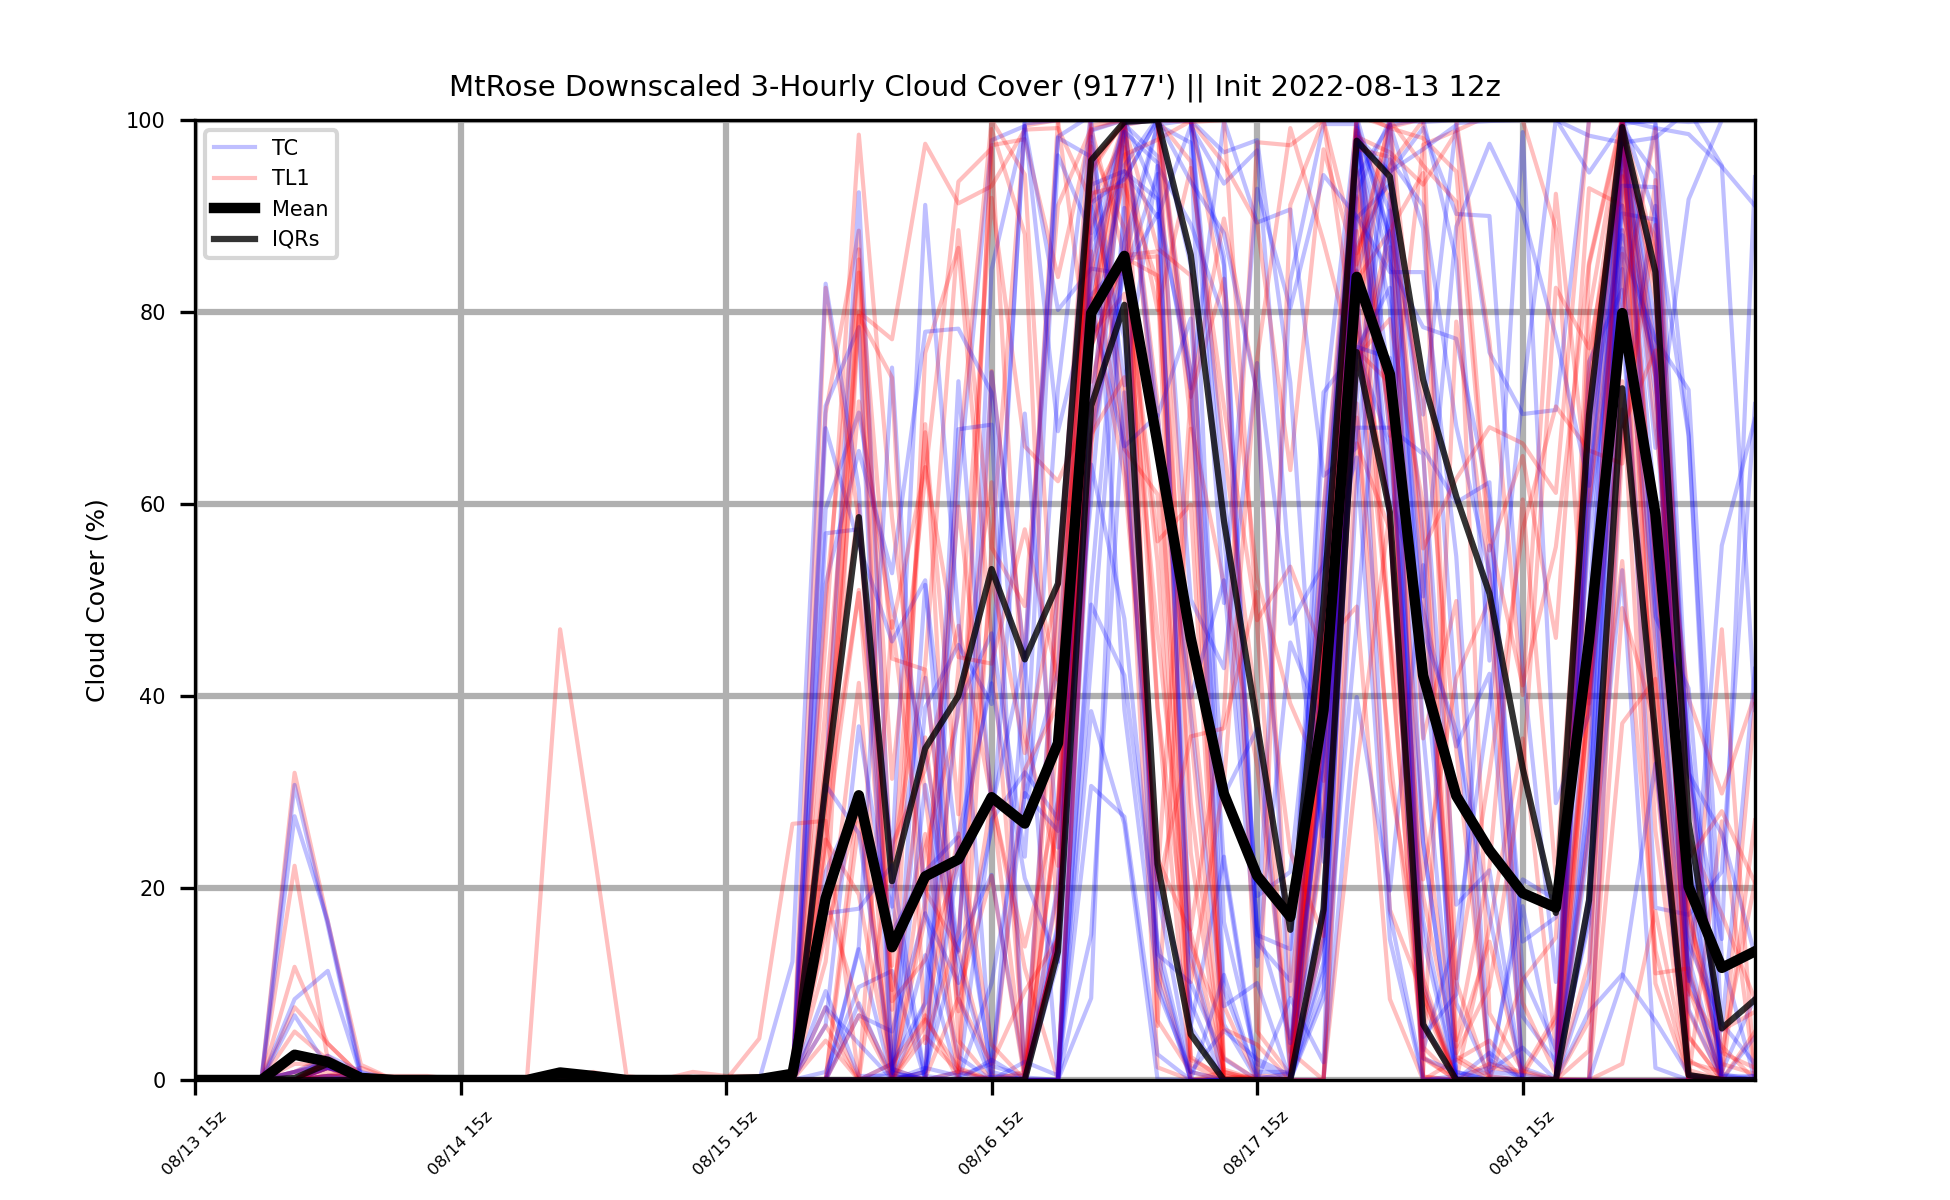 MtRose Downscaled 3-Hourly Cloud Cover (9177') || Init 2022-08-13 12z
100
80
60
40
20
0
Cloud Cover (%)
TC
TL1
Mean
IQRs
08/13 15z
08/14 15z
08/15 15z
08/16 15z
08/17 15z
08/18 15z